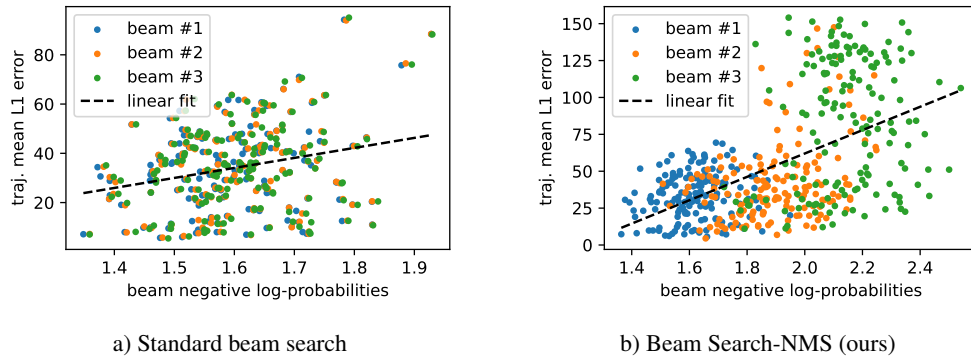 80
60
40
20
traj. mean L1 error
beam #1
beam #2
beam #3
linear fit
1.4 1.5 1.6 1.7 1.8 1.9
beam negative log-probabilities
a) Standard beam search
150
125
100
75
50
25
0
traj. mean L1 error
beam #1
beam #2
beam #3
linear fit
1.4 1.6 1.8 2.0 2.2 2.4
beam negative log-probabilities
b) Beam Search-NMS (ours)